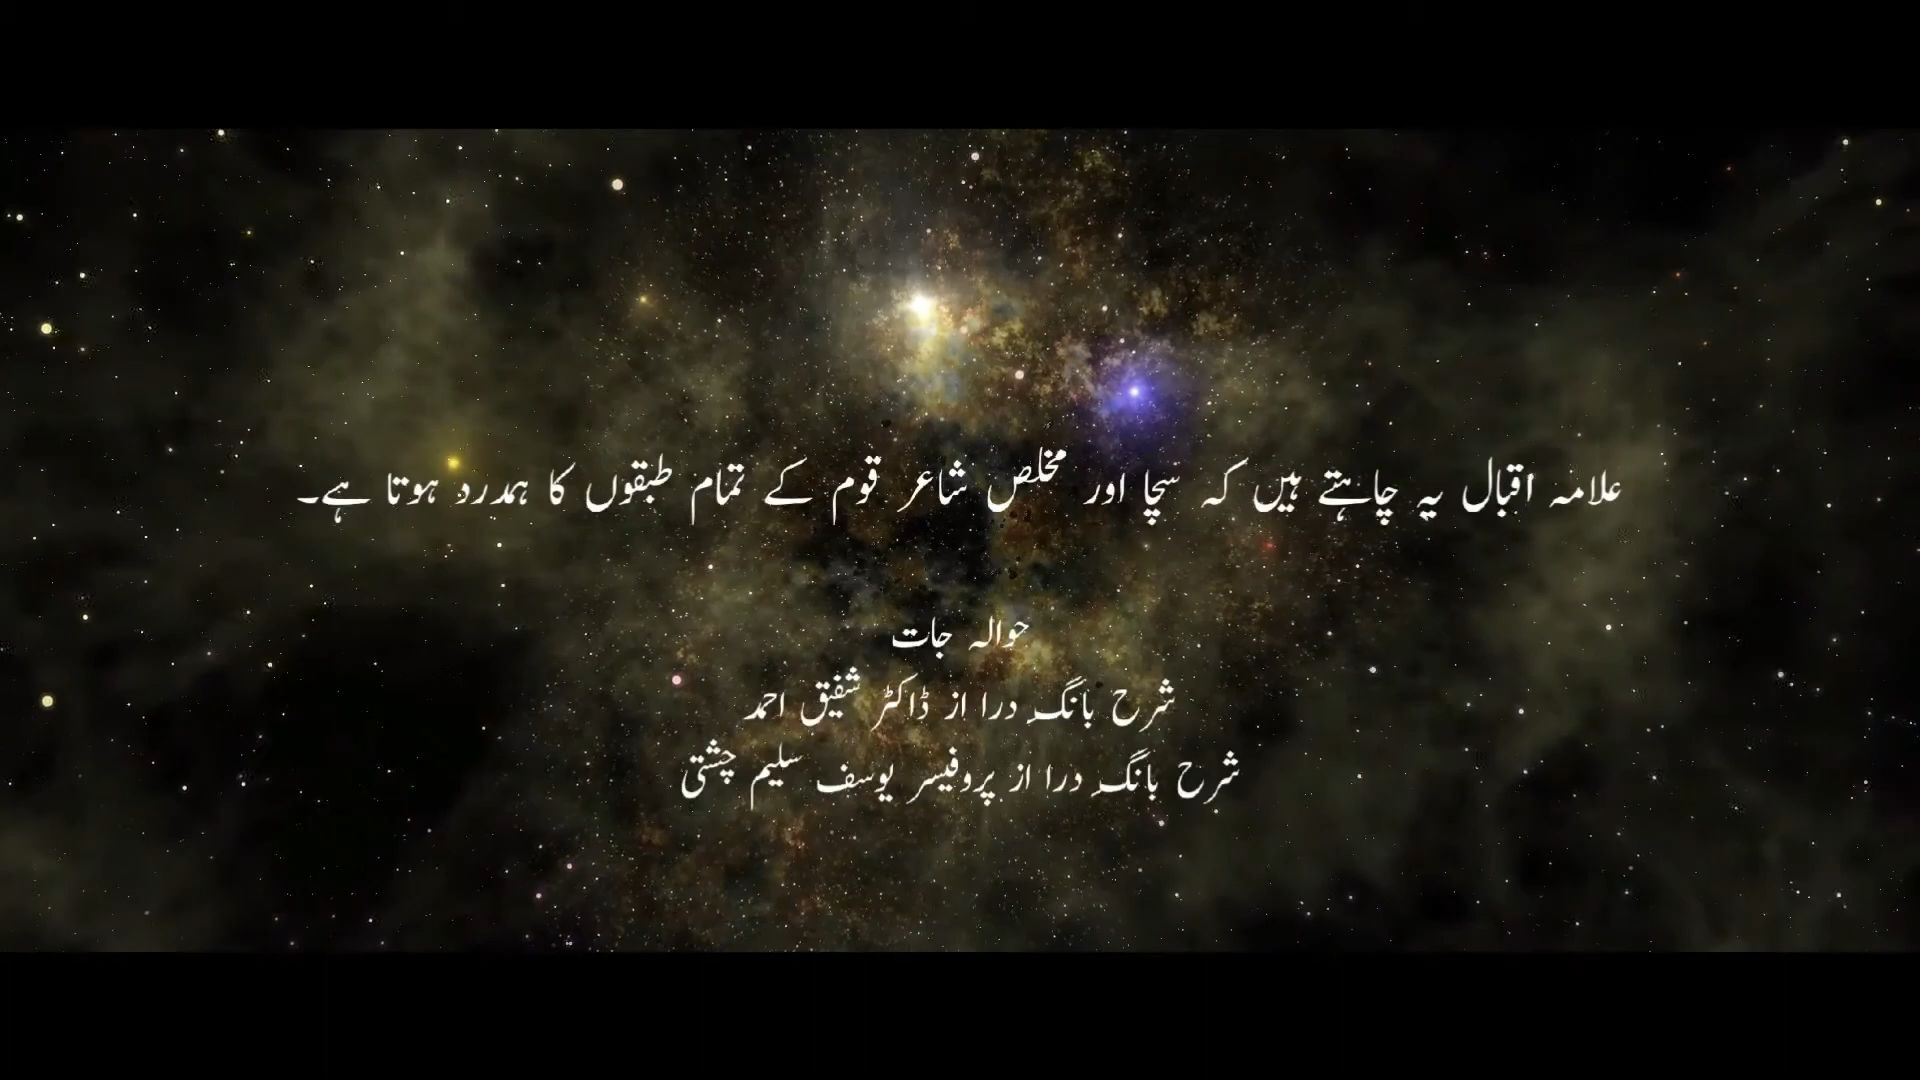 علامہ اقبال یہ چاہتے ہیں کہ سچا اور مخلص شاعر قوم کے تمام طبقوں کا ہمدرد ہوتا ہے۔
حوالہ جات
شرح بانگِ درا از ڈاکٹر شفیق احمد
شرح بانگِ درا از پروفیسر یوسف سلیم چشتی